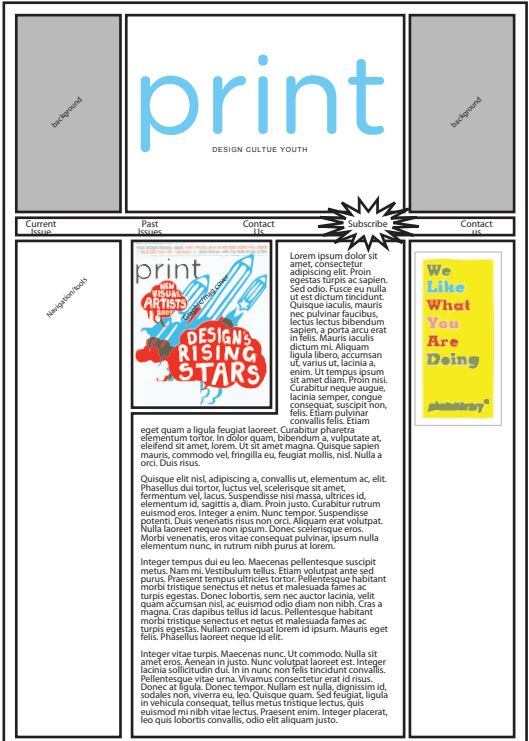 background
print
DESIGN CULTUE YOUTH
background
Current
Issue
Past
Issues
Contact
Us
Subscribe
Contact
us
Navigation/tools
print
NEW
VISUAL
ARTISTS
2007
Graphic/mag cover
DESIGN'S
RISING
STARS
Lorem ipsum dolor sit
amet, consectetur
adipiscing elit. Proin
egestas turpis ac sapien.
Sed odio. Fusce eu nulla
ut est dictum tincidunt.
Quisque iaculis, mauris
nec pulvinar faucibus,
lectus lectus bibendum
sapien, a porta arcu erat
in felis. Mauris iaculis
dictum mi. Aliquam
ligula libero, accumsan
ut, varius ut, lacinia a,
enim. Ut tempus ipsum
sit amet diam. Proin nisi.
Curabitur neque augue,
lacinia semper, congue
consequat, suscipit non,
felis. Etiam pulvinar
convallis felis. Etiam
eget quam a ligula feugiat laoreet. Curabitur pharetra
elementum tortor. In dolor quam, bibendum a, vulputate at,
eleifend sit amet, lorem. Ut sit amet magna. Quisque sapien
mauris, commodo vel, fringilla eu, feugiat mollis, nisl. Nulla a
orci. Duis risus.
Quisque elit nisl, adipiscing a, convallis ut, elementum ac, elit.
Phasellus dui tortor, luctus vel, scelerisque sit amet,
fermentum vel, lacus. Suspendisse nisi massa, ultrices id,
elementum id, sagittis a, diam. Proin justo. Curabitur rutrum
euismod eros. Integer a enim. Nunc tempor. Suspendisse
potenti. Duis venenatis risus non orci. Aliquam erat volutpat.
Nulla laoreet neque non ipsum. Donec scelerisque eros.
Morbi venenatis, eros vitae consequat pulvinar, ipsum nulla
elementum nunc, in rutrum nibh purus at lorem.
Integer tempus dui eu leo. Maecenas pellentesque suscipit
metus. Nam mi. Vestibulum tellus. Etiam volutpat ante sed
purus. Praesent tempus ultricies tortor. Pellentesque habitant
morbi tristique senectus et netus et malesuada fames ac
turpis egestas. Donec lobortis, sem nec auctor lacinia, velit
quam accumsan nisl, ac euismod odio diam non nibh. Cras a
magna. Cras dapibus tellus id lacus. Pellentesque habitant
morbi tristique senectus et netus et malesuada fames ac
turpis egestas. Nullam consequat lorem id ipsum. Mauris eget
felis. Phasellus laoreet neque id elit.
Integer vitae turpis. Maecenas nunc. Ut commodo. Nulla sit
amet eros. Aenean in justo. Nunc volutpat laoreet est. Integer
lacinia sollicitudin dui. In in nunc non felis tincidunt convallis.
Pellentesque vitae urna. Vivamus consectetur erat id risus.
Donec at ligula. Donec tempor. Nullam est nulla, dignissim id,
sodales non, viverra eu, leo. Quisque quam. Sed feugiat, ligula
in vehicula consequat, tellus metus tristique lectus, quis
euismod mi nibh vitae lectus. Praesent enim. Integer placerat,
leo quis lobortis convallis, odio elit aliquam justo.
We
Like
What
You
Are
Doing
photolibrary